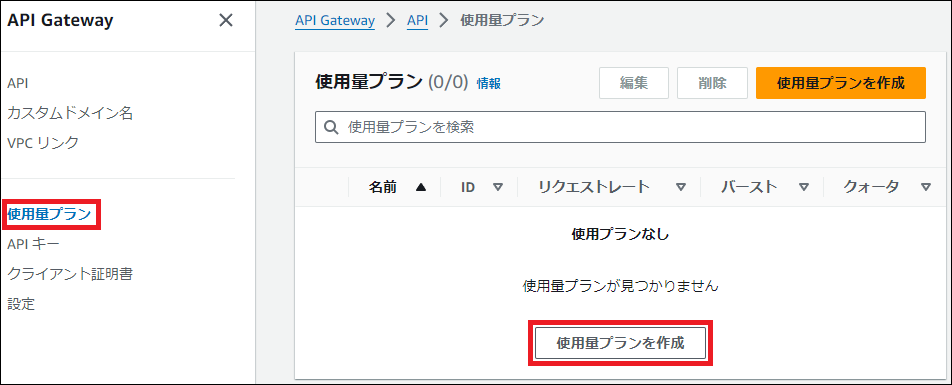 API Gateway
API
カスタムドメイン名
VPC リンク
使用量プラン
API キー
クライアント証明書
設定
API Gateway > API > 使用量プラン
使用量プラン (0/0) 情報 編集 削除 使用量プランを作成
使用量プランを検索
名前 ID リクエストレート バースト クォータ
使用プランなし
使用量プランが見つかりません
使用量プランを作成